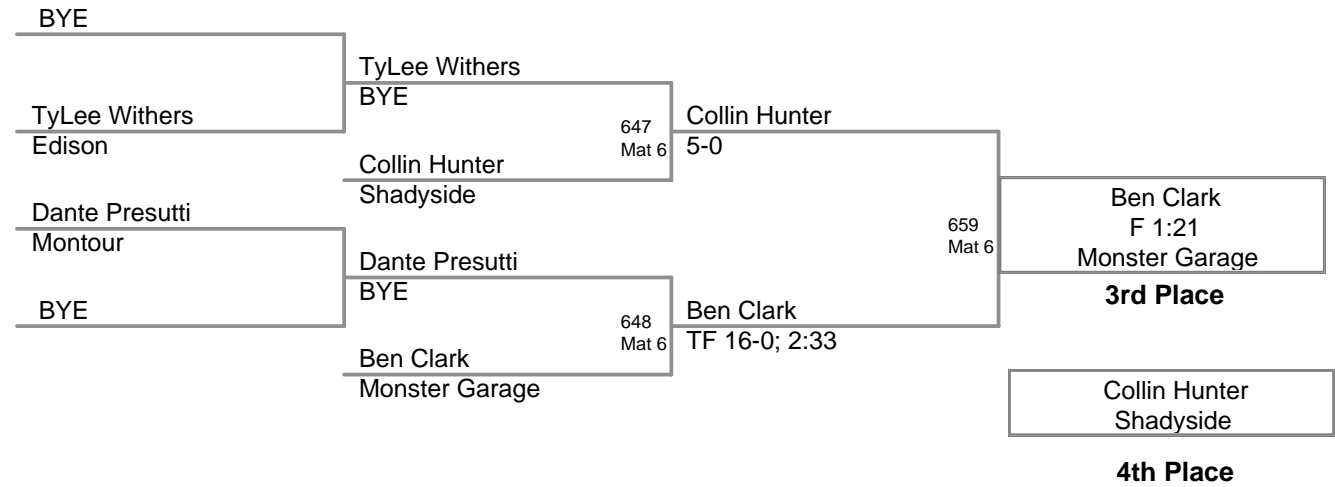 BYE
TyLee Withers
Edison
Dante Presutti
Montour
BYE
TyLee Withers
BYE
Collin Hunter
Shadyside
Dante Presutti
BYE
Ben Clark
Monster Garage
647
Mat 6
648
Mat 6
Collin Hunter
5-0
Ben Clark
TF 16-0; 2:33
659
Mat 6
Ben Clark
F 1:21
Monster Garage
3rd Place
Collin Hunter
Shadyside
4th Place